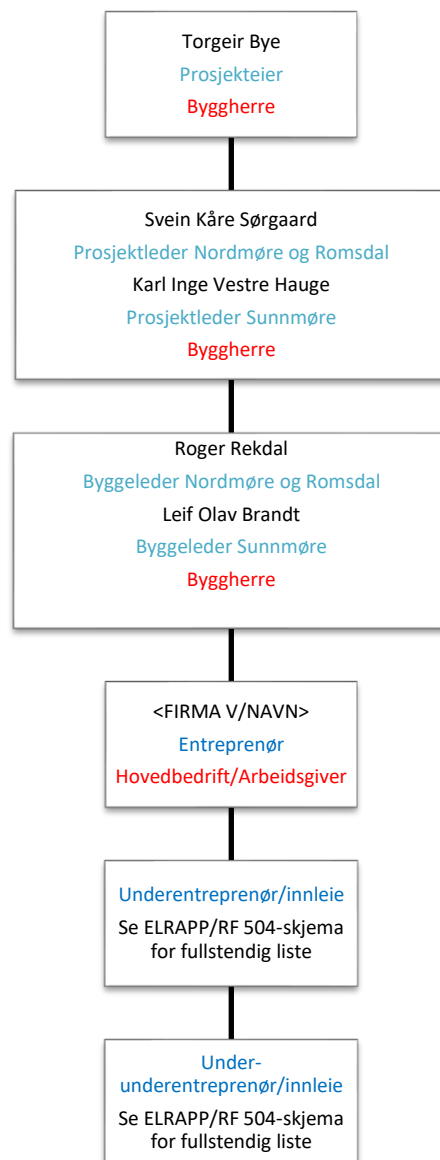 Torgeir Bye
Prosjekteier
Byggherre
Svein Kåre Sørgaard
Prosjektleder Nordmøre og Romsdal
Karl Inge Vestre Hauge
Prosjektleder Sunnmøre
Byggherre
Roger Rekdal
Byggeleder Nordmøre og Romsdal
Leif Olav Brandt
Byggeleder Sunnmøre
Byggherre
<FIRMA V/NAVN>
Entreprenør
Hovedbedrift/Arbeidsgiver
Underentreprenør/innleie
Se ELRAPP/RF 504-skjema
for fullstendig liste
Under-
underentreprenør/innleie
Se ELRAPP/RF 504-skjema
for fullstendig liste